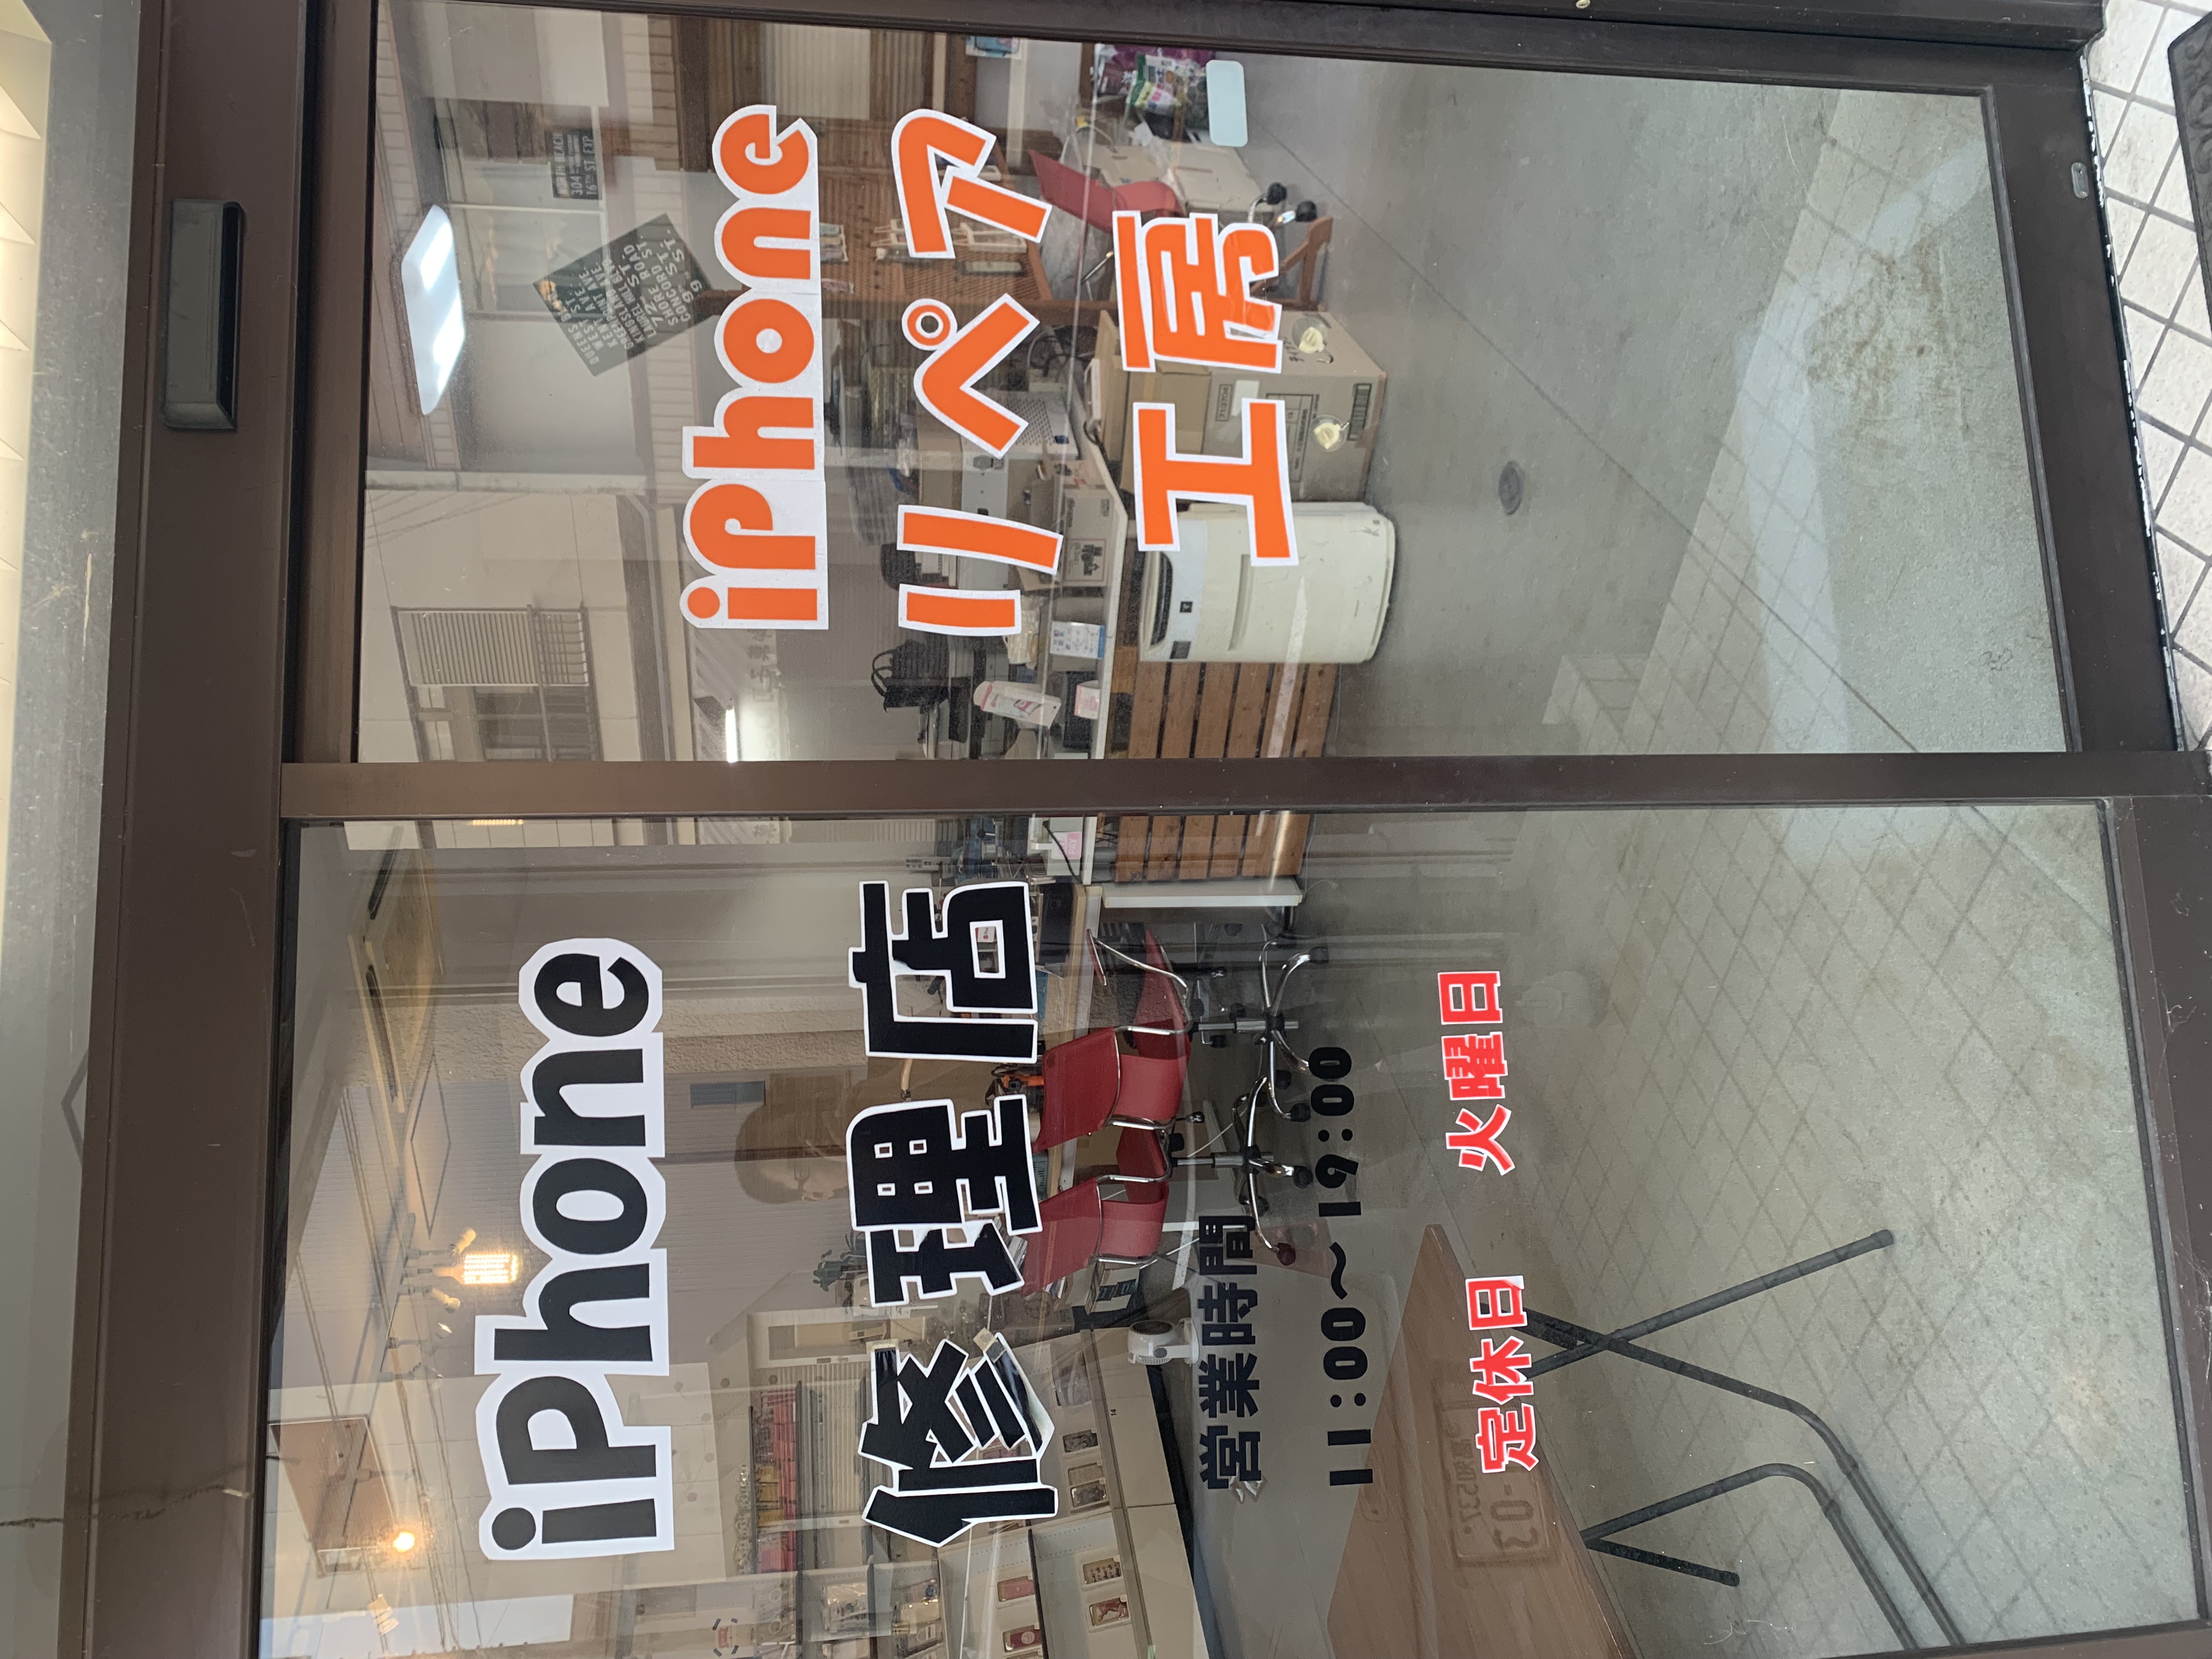 iPhone
修理店
営業時間
11:00～19:00
定休日 火曜日
iphone
リペア
工房